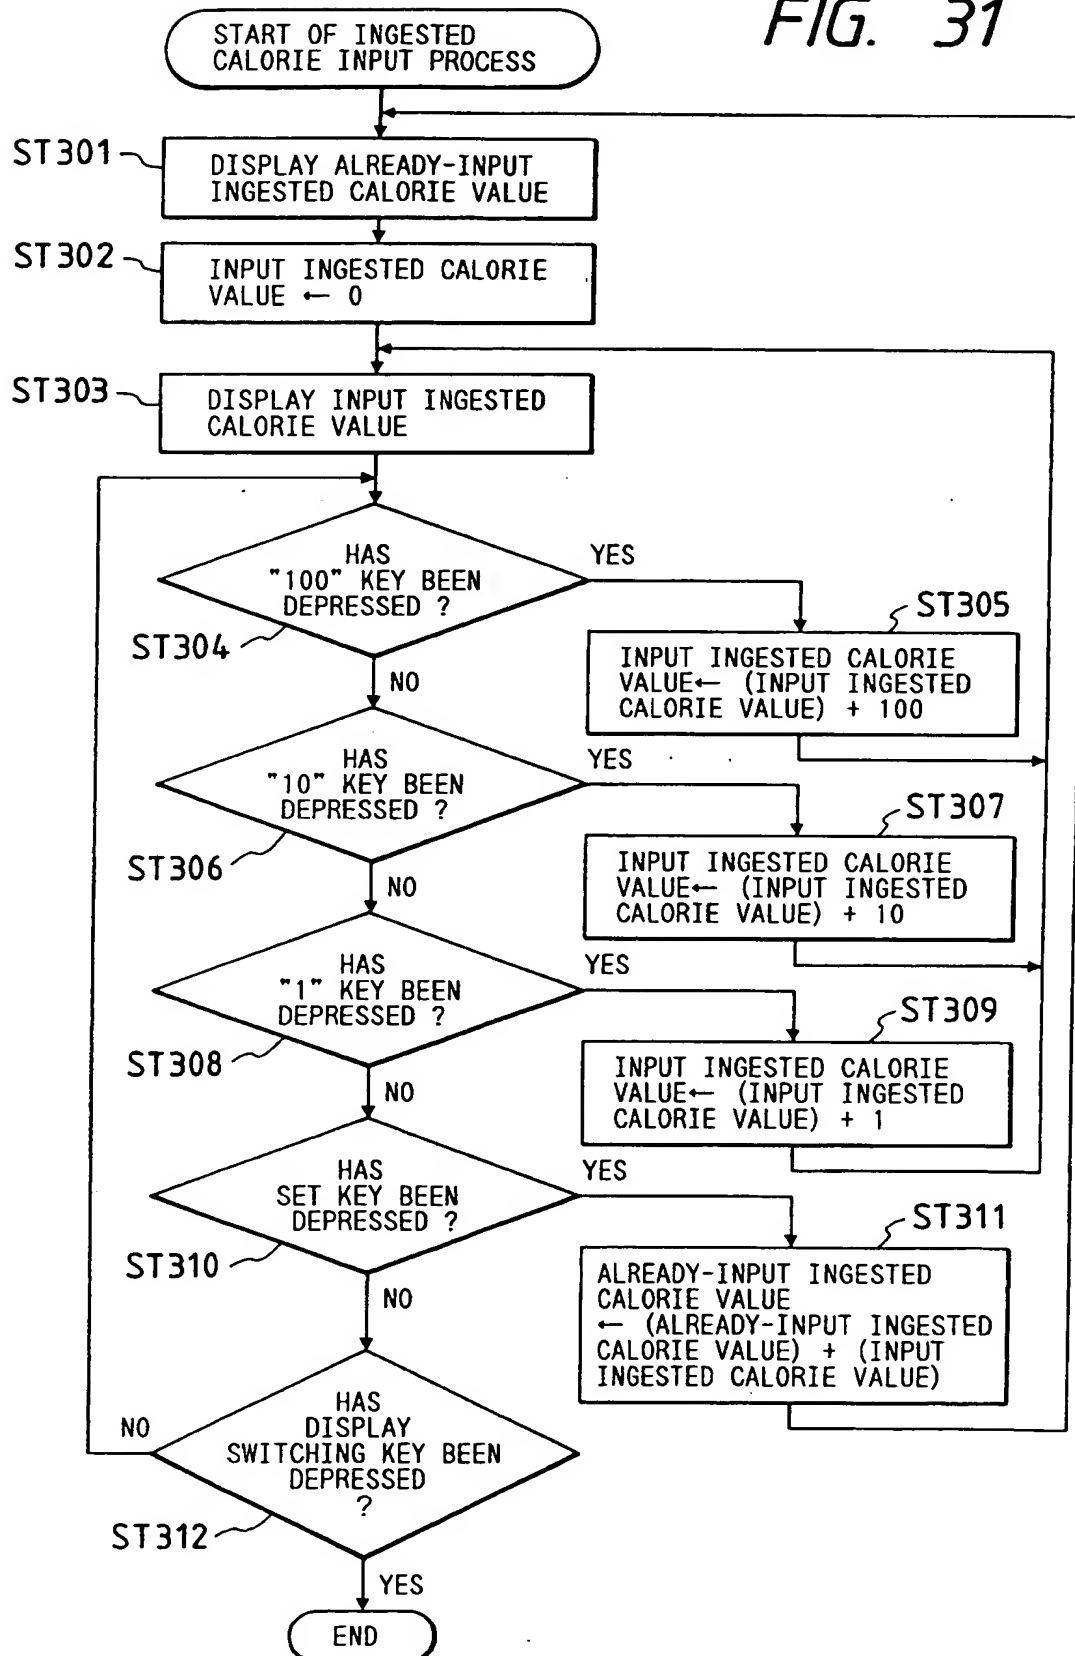 FIG. 31
START OF INGESTED
CALORIE INPUT PROCESS
ST301
DISPLAY ALREADY-INPUT
INGESTED CALORIE VALUE
ST302
INPUT INGESTED CALORIE
VALUE ← 0
ST303
DISPLAY INPUT INGESTED
CALORIE VALUE
HAS
"100" KEY BEEN
DEPRESSED ?
YES
ST304
NO
ST305
INPUT INGESTED CALORIE
VALUE← (INPUT INGESTED
CALORIE VALUE) + 100
HAS
"10" KEY BEEN
DEPRESSED ?
YES
ST306
NO
ST307
INPUT INGESTED CALORIE
VALUE← (INPUT INGESTED
CALORIE VALUE) + 10
HAS
"1" KEY BEEN
DEPRESSED ?
YES
ST308
NO
ST309
INPUT INGESTED CALORIE
VALUE← (INPUT INGESTED
CALORIE VALUE) + 1
HAS
SET KEY BEEN
DEPRESSED ?
YES
ST310
NO
ST311
ALREADY-INPUT INGESTED
CALORIE VALUE
← (ALREADY-INPUT INGESTED
CALORIE VALUE) + (INPUT
INGESTED CALORIE VALUE)
HAS
DISPLAY
SWITCHING KEY BEEN
DEPRESSED
?
NO
ST312
YES
END